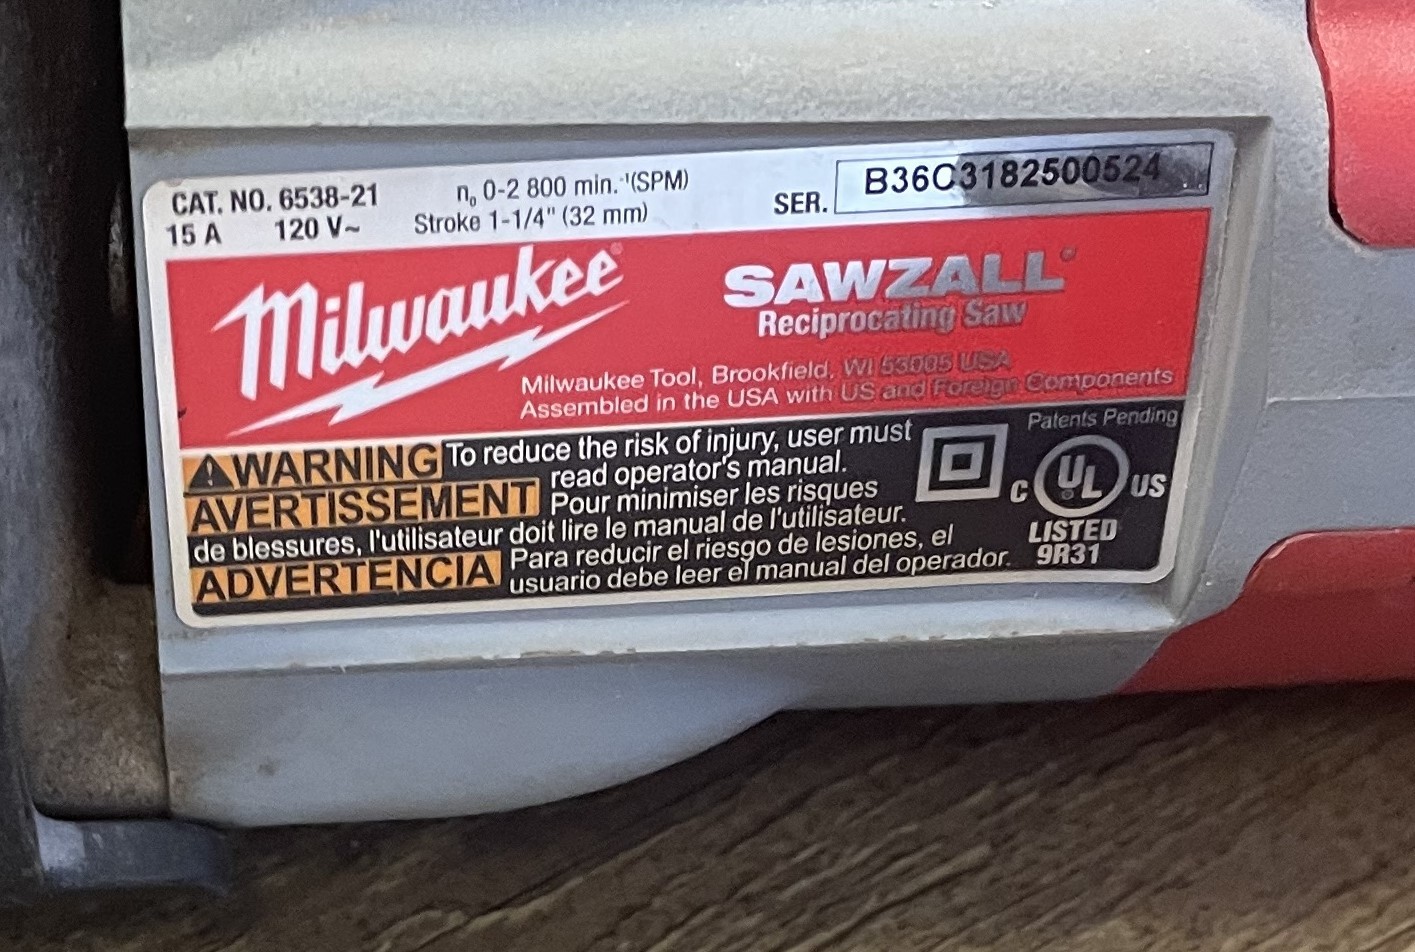 CAT. NO. 6538-21 n₀ 0-2 800 min.⁻¹(SPM) SER. B36C3182500524
15 A 120 V~ Stroke 1-1/4" (32 mm)
Milwaukee®
SAWZALL®
Reciprocating Saw
Milwaukee Tool, Brookfield, WI 53005 USA
Assembled in the USA with US and Foreign Components
Patents Pending
WARNING To reduce the risk of injury, user must
read operator's manual.
AVERTISSEMENT Pour minimiser les risques
de blessures, l'utilisateur doit lire le manual de l'utilisateur.
ADVERTENCIA Para reducir el riesgo de lesiones, el
usuario debe leer el manual del operador.
C UL® US
LISTED
9R31